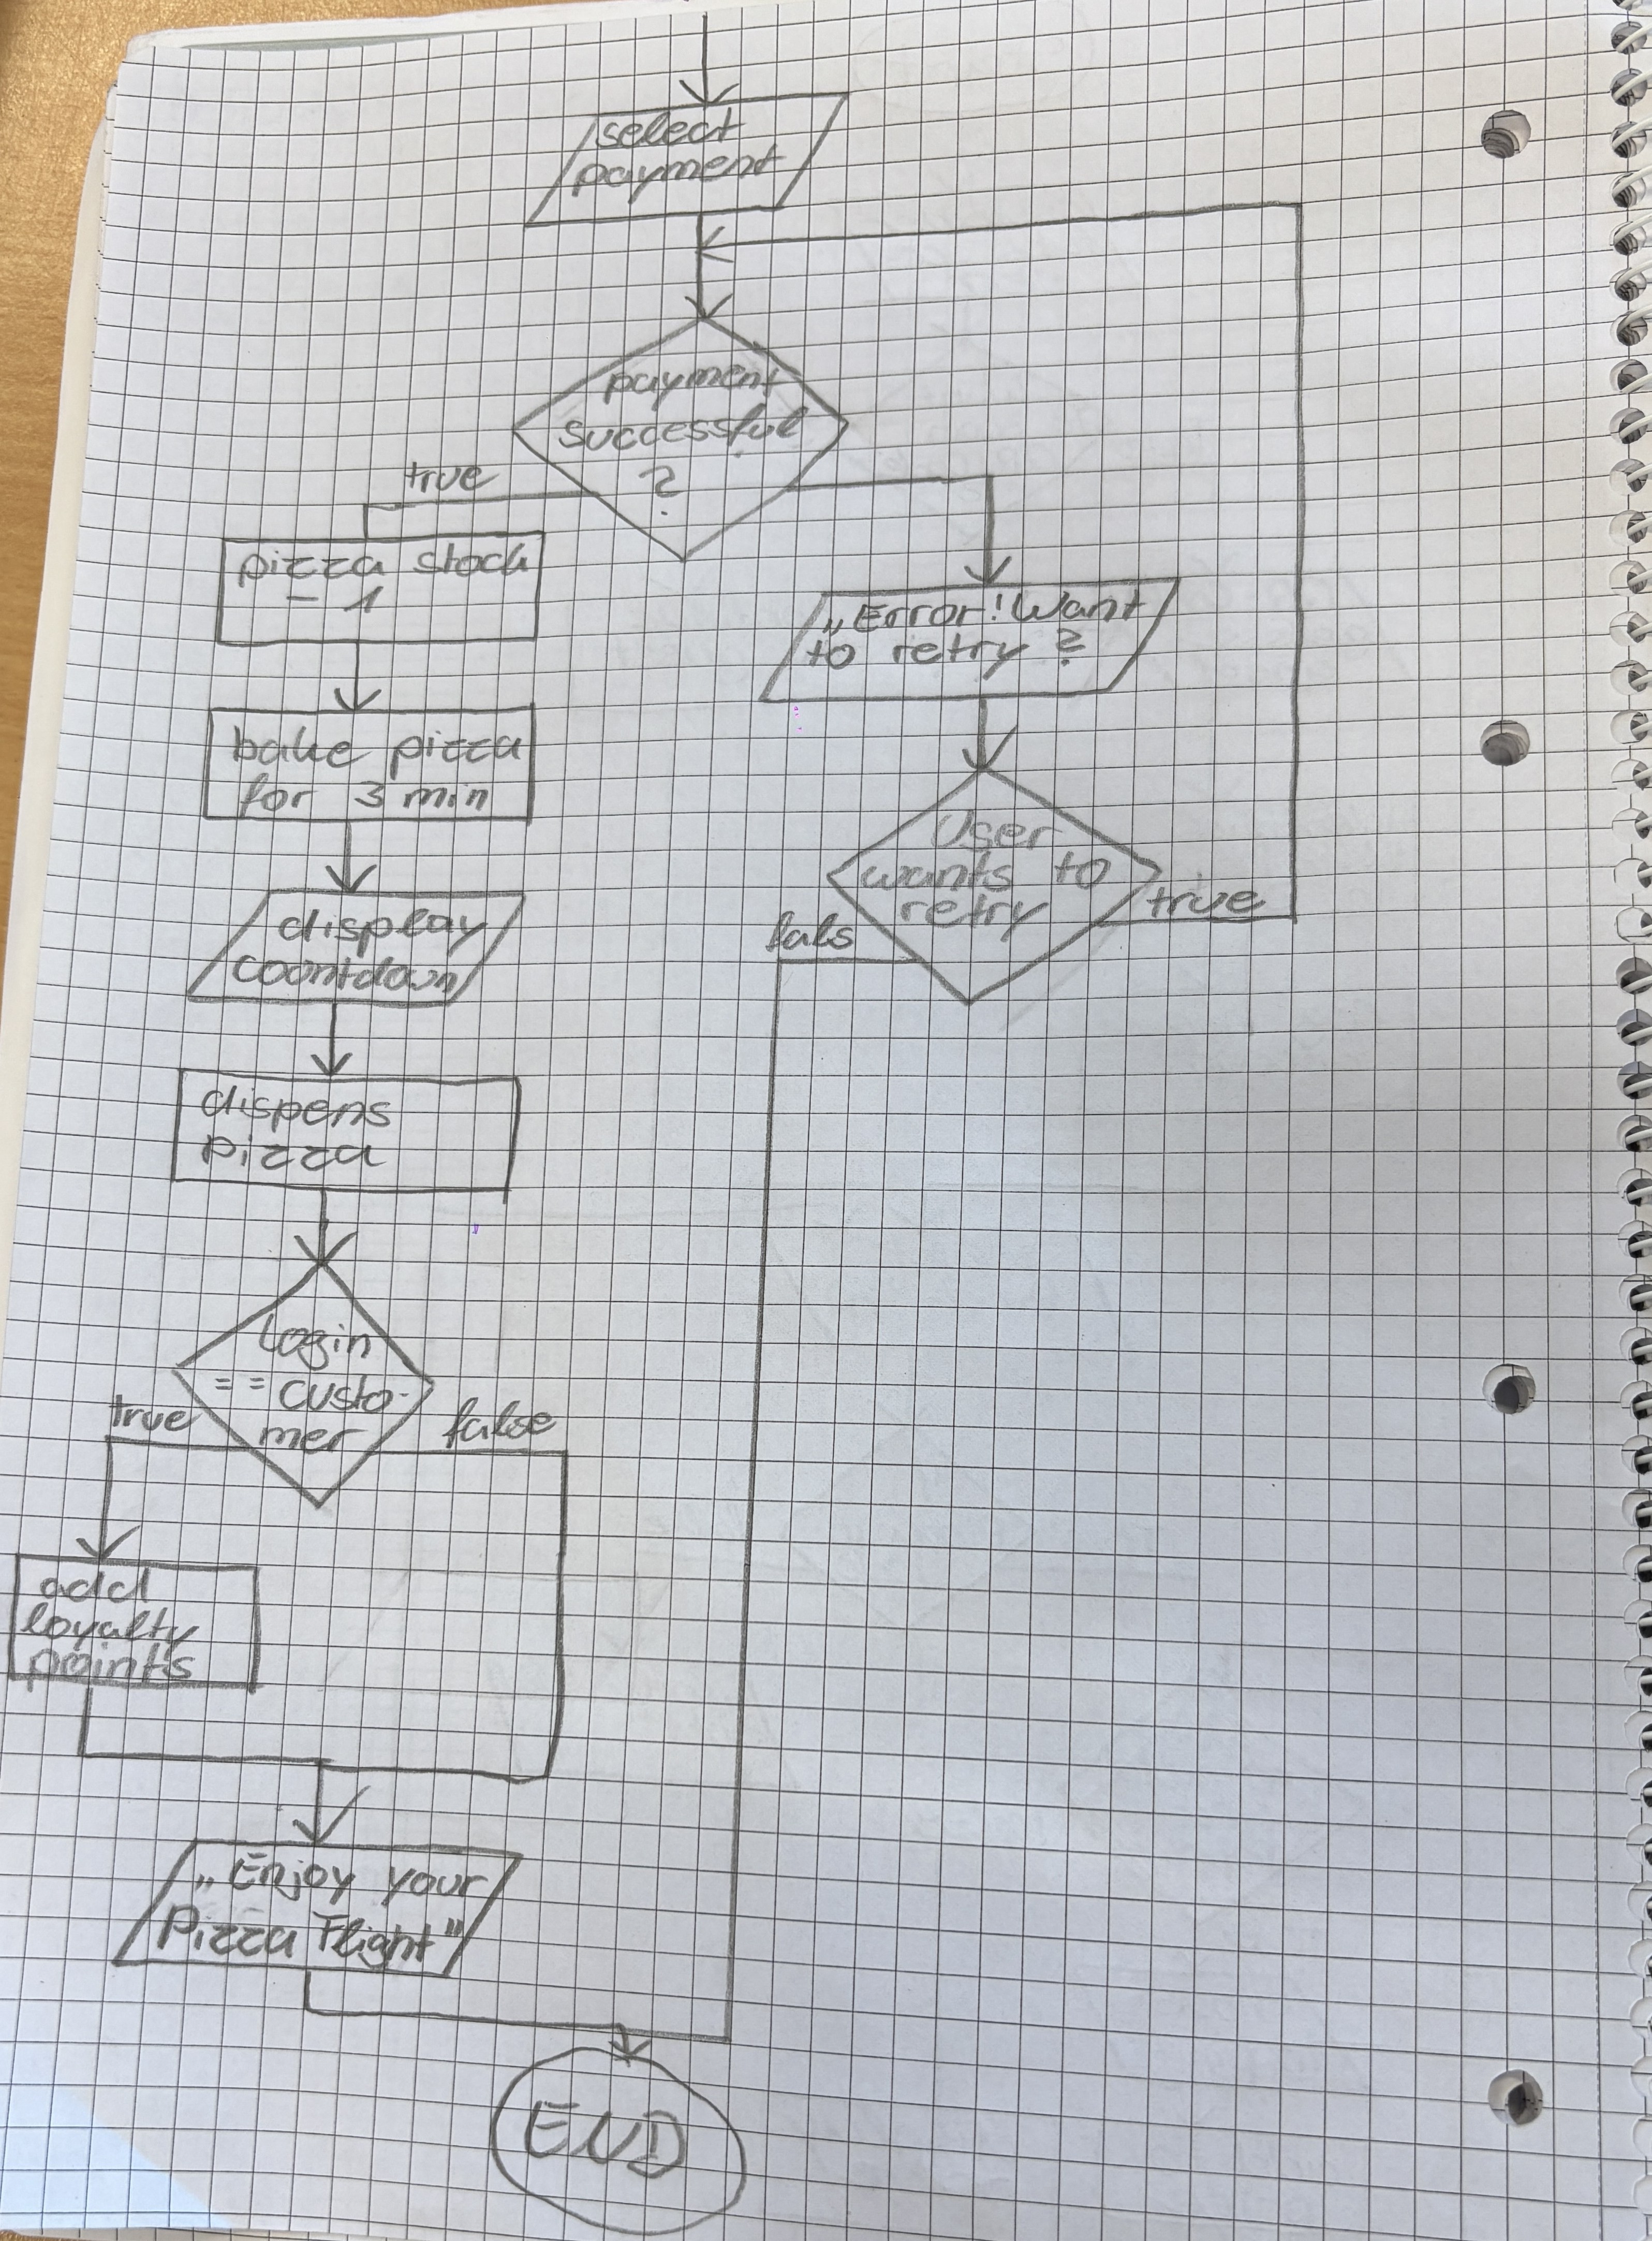 select
payment
payment
successful
?
true
pizza stock
- 1
„Error! Want
to retry ?
bake pizza
for 3 min
User
wants to
retry
true
fals
display
countdown
dispens
pizza
Login
== custo-
mer
true
false
add
loyalty
points
„Enjoy your
Pizza Flight"
END